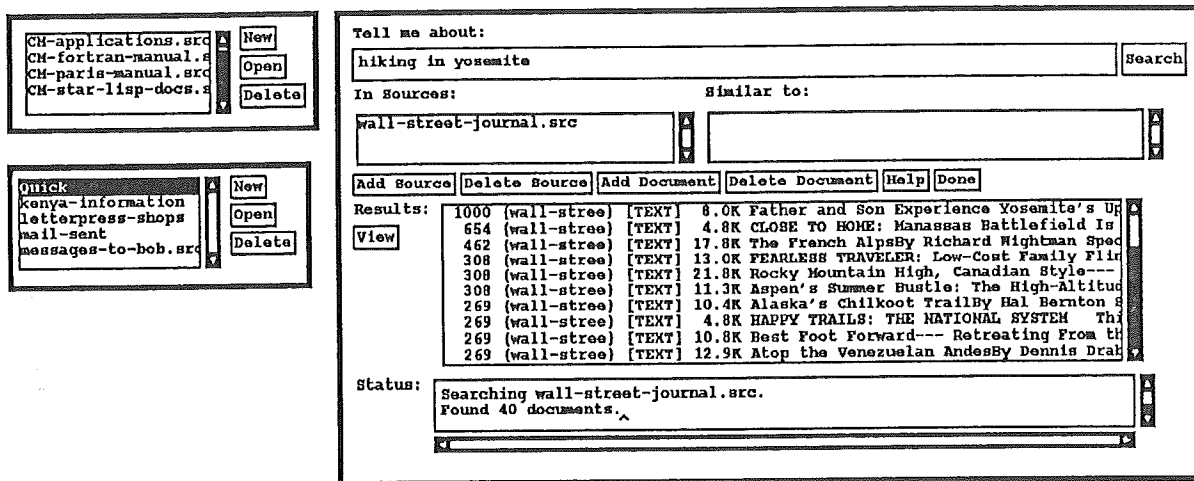 CM-applications.src
CM-fortran-manual.s
CM-paris-manual.src
CM-star-lisp-docs.s
New
Open
Delete
Quick
kenya-information
letterpress-shops
mail-sent
messages-to-bob.src
New
Open
Delete
Tell me about:
hiking in yosemite
Search
In Sources:
Similar to:
wall-street-journal.src
Add Source Delete Source Add Document Delete Document Help Done
Results:
View
1000 (wall-stree) [TEXT] 8.0K Father and Son Experience Yosemite's Up
654 (wall-stree) [TEXT] 4.8K CLOSE TO HOME: Manassas Battlefield Is
462 (wall-stree) [TEXT] 17.8K The French AlpsBy Richard Wightman Spec
308 (wall-stree) [TEXT] 13.0K FEARLESS TRAVELER: Low-Cost Family Flin
308 (wall-stree) [TEXT] 21.8K Rocky Mountain High, Canadian Style---
308 (wall-stree) [TEXT] 11.3K Aspen's Summer Bustle: The High-Altitud
269 (wall-stree) [TEXT] 10.4K Alaska's Chilkoot TrailBy Hal Bernton S
269 (wall-stree) [TEXT] 4.8K HAPPY TRAILS: THE NATIONAL SYSTEM Thi
269 (wall-stree) [TEXT] 10.8K Best Foot Forward--- Retreating From th
269 (wall-stree) [TEXT] 12.9K Atop the Venezuelan AndesBy Dennis Drab
Status:
Searching wall-street-journal.src.
Found 40 documents.